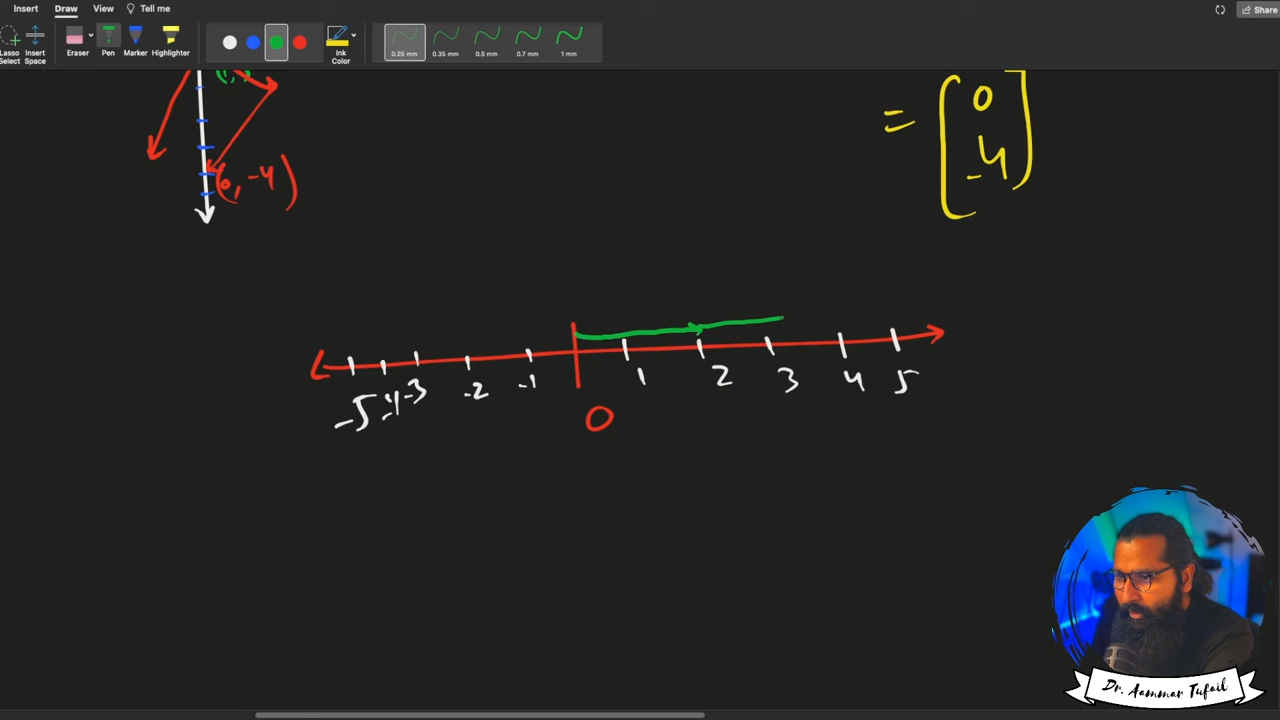 Insert Draw View Tell me
Share
Lasso Select
Insert Space
Eraser
Pen
Marker
Highlighter
Ink Color
0.25 mm
0.35 mm
0.5 mm
0.7 mm
1 mm
(0, -4)
= [0
-4]
-5 -4 -3 -2 -1 1 2 3 4 5
0
Dr. Aammar Tufail